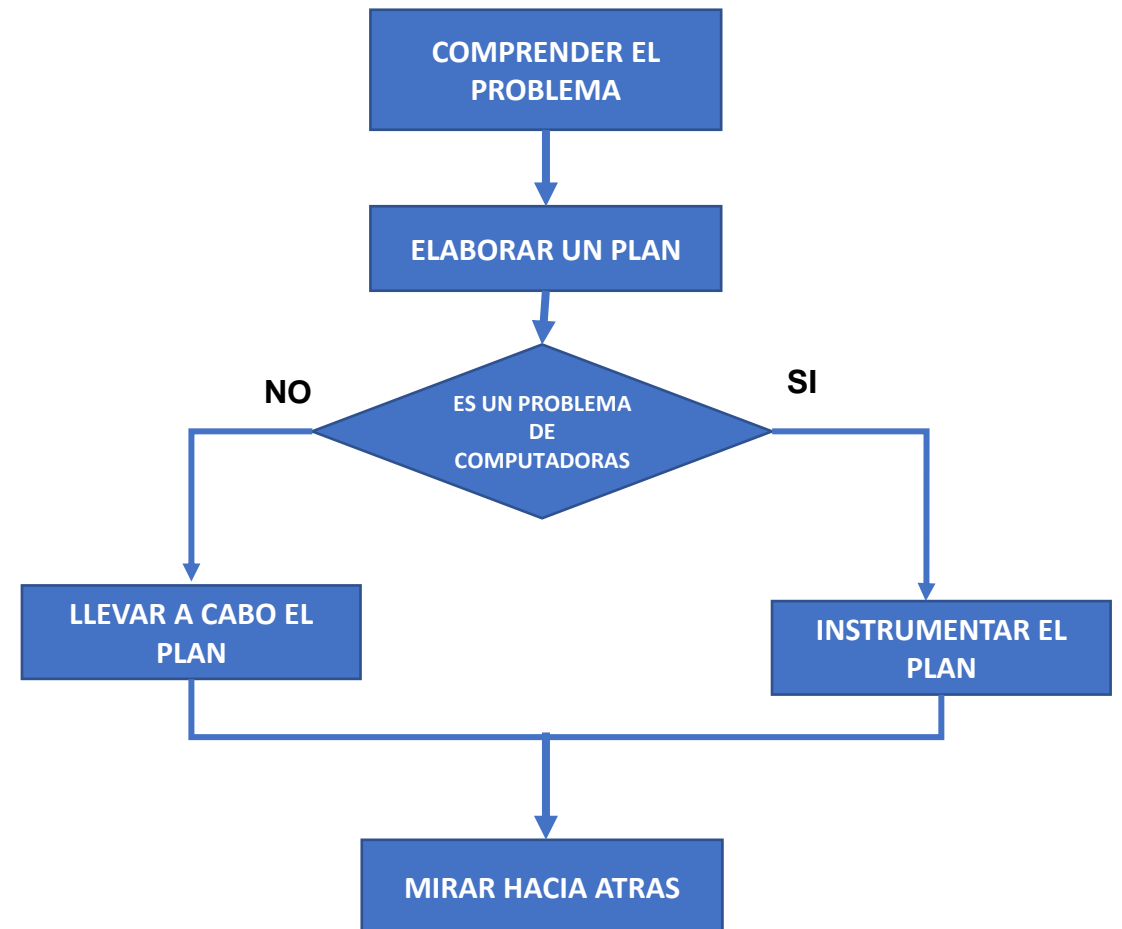 COMPRENDER EL
PROBLEMA
ELABORAR UN PLAN
NO
SI
ES UN PROBLEMA
DE
COMPUTADORAS
LLEVAR A CABO EL
PLAN
INSTRUMENTAR EL
PLAN
MIRAR HACIA ATRAS